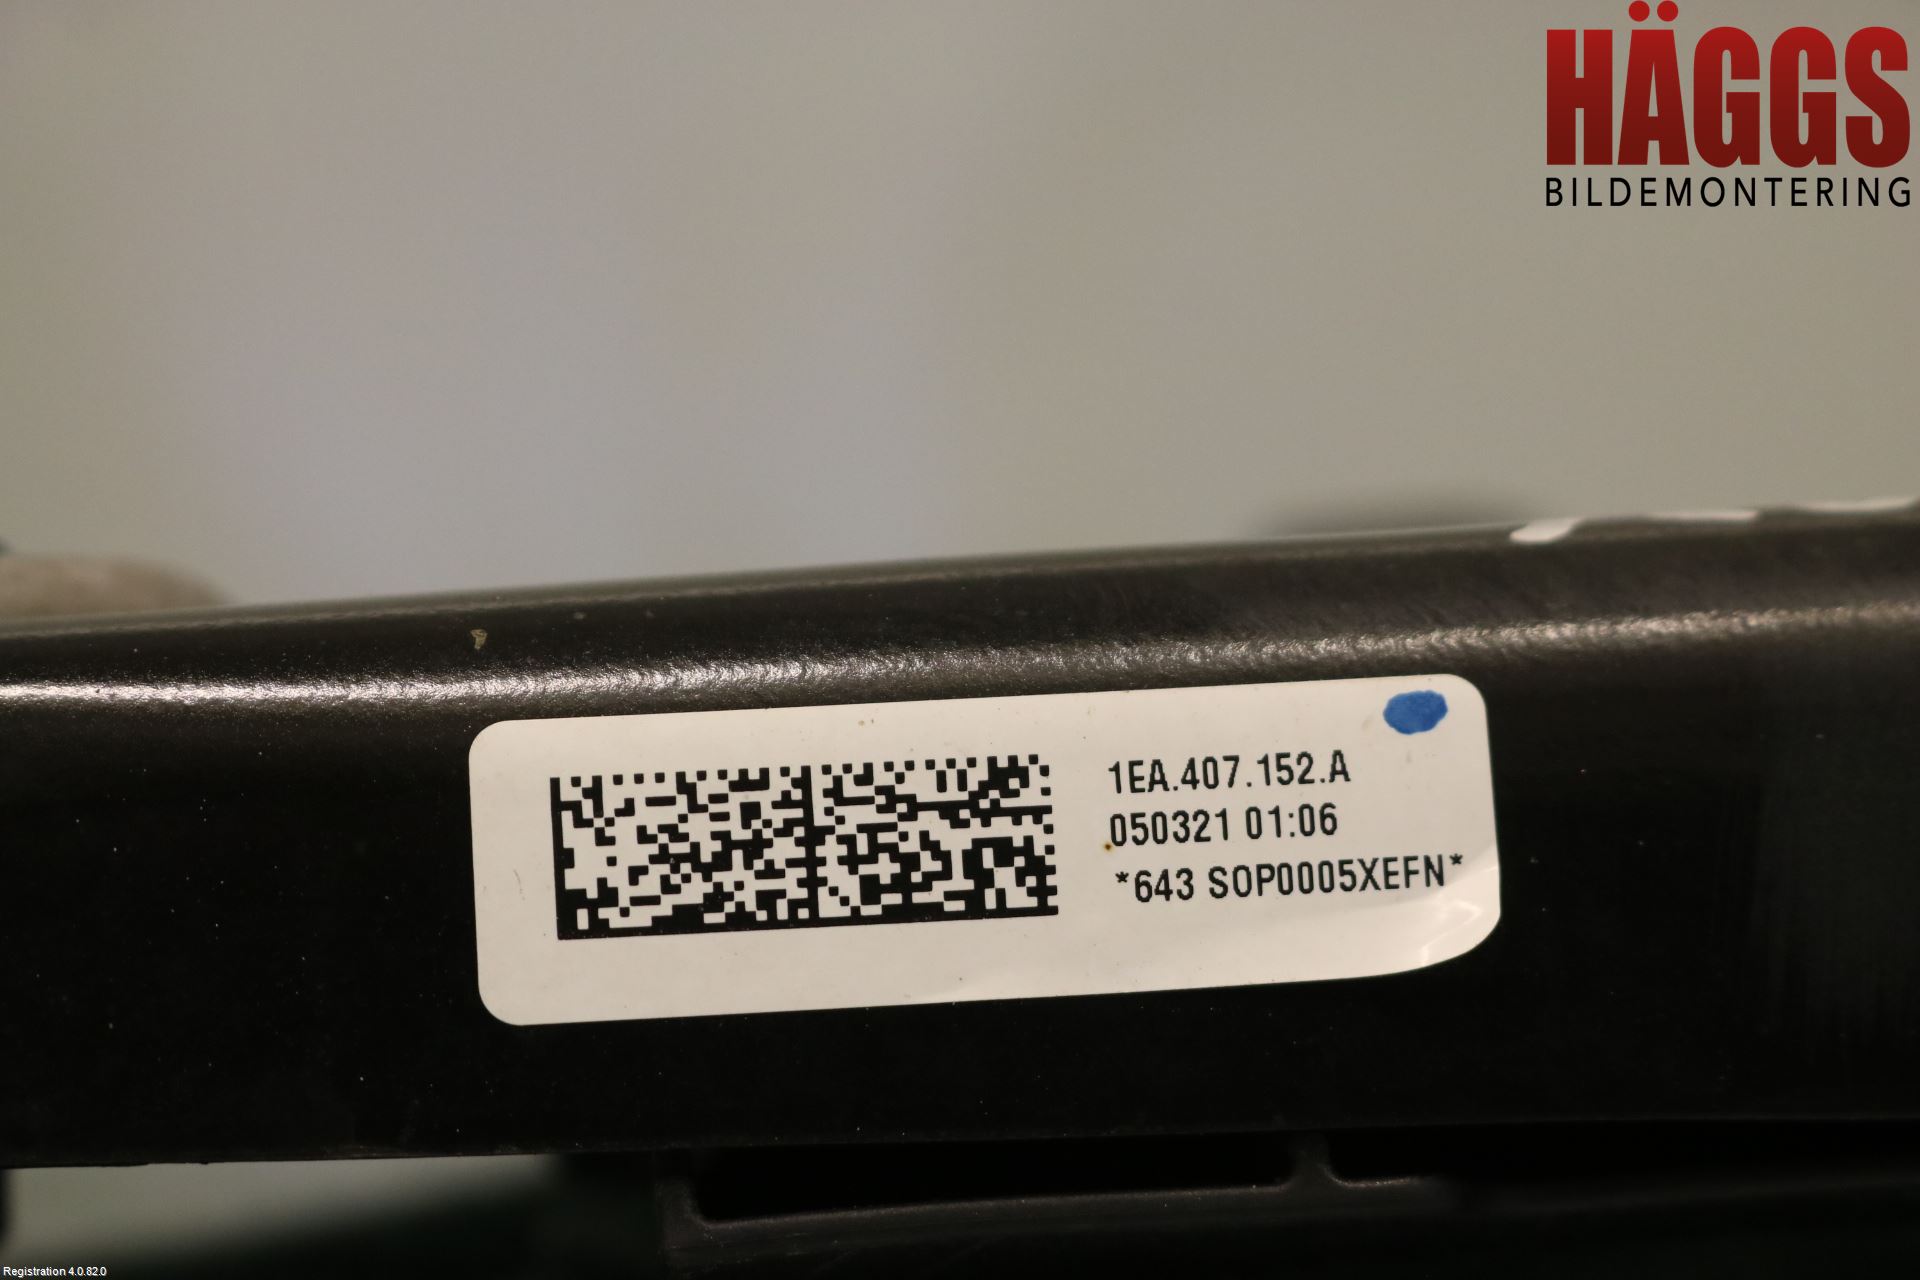 HÄGGS
BILDEMONTERING
1EA.407.152.A
050321 01:06
*643 SOP0005XEFN*
Registration 4.0.82.0